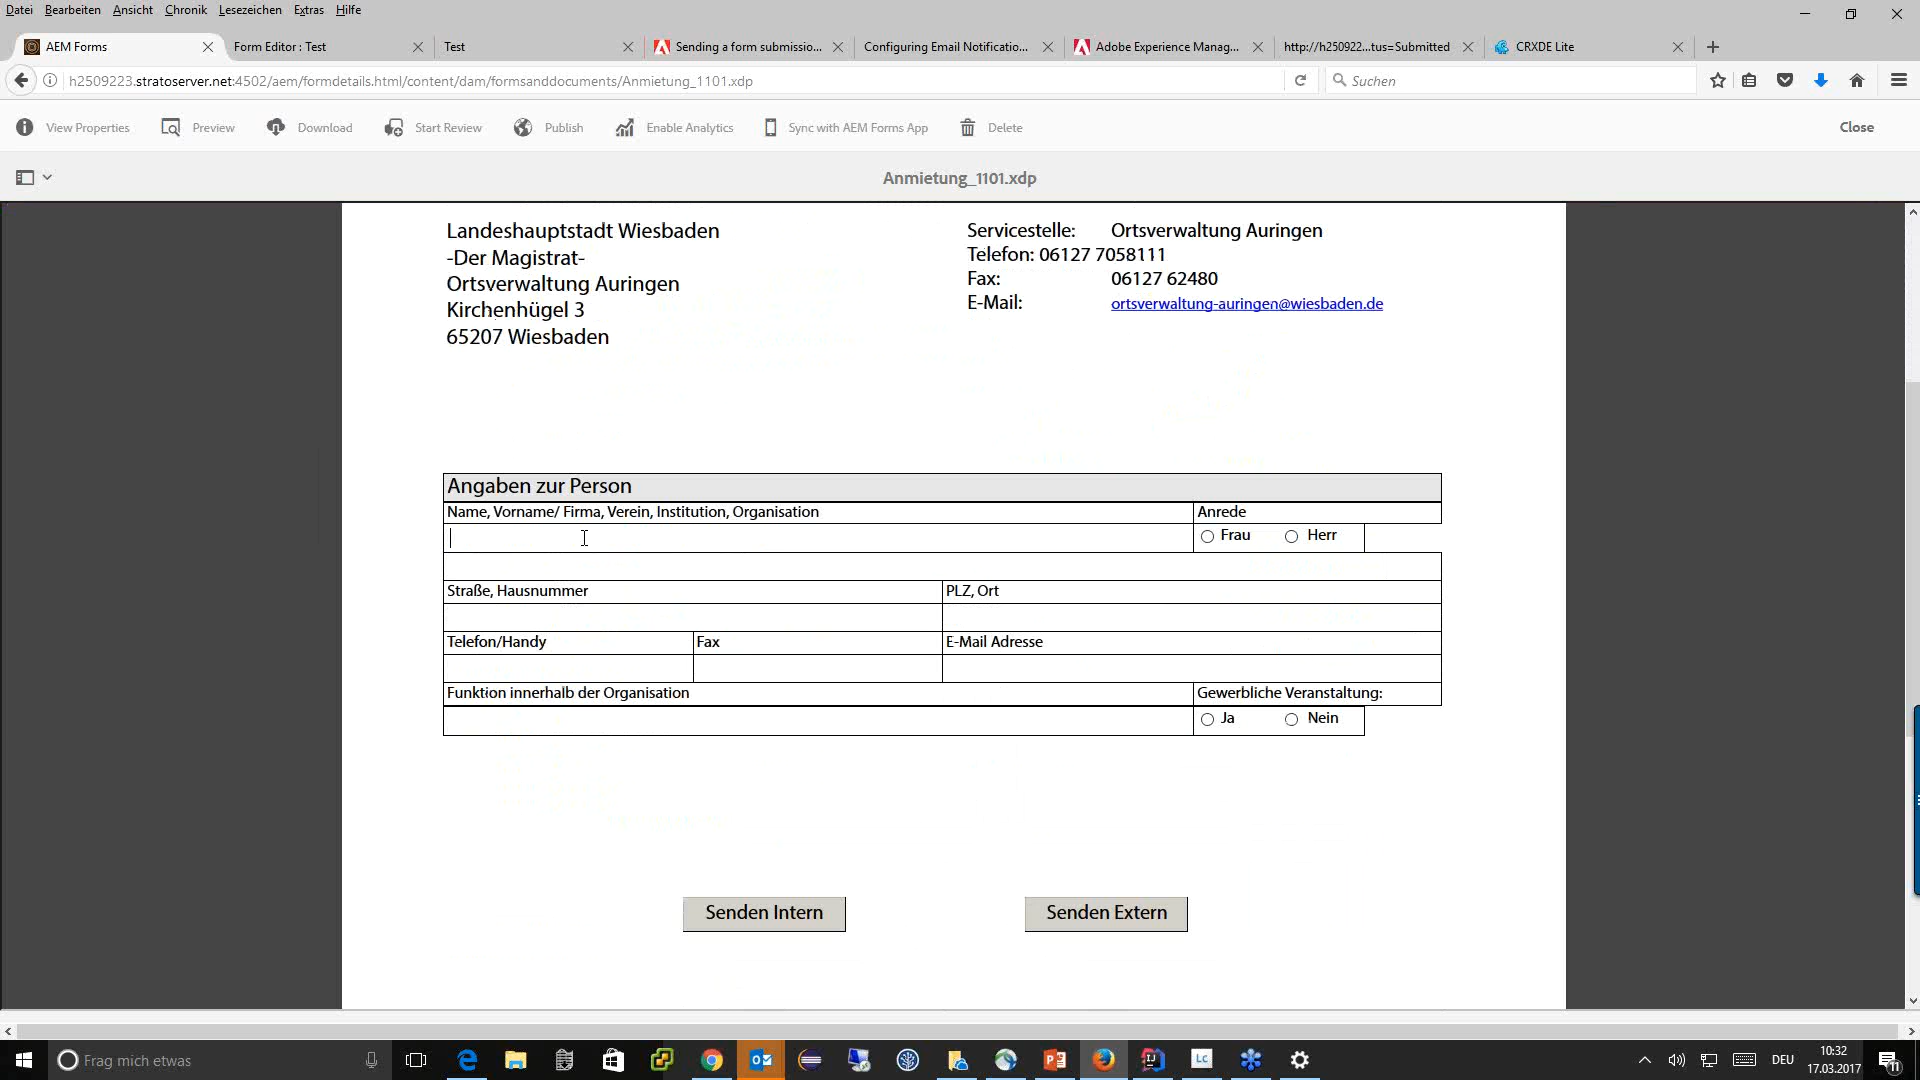 Datei Bearbeiten Ansicht Chronik Lesezeichen Extras Hilfe
AEM Forms
Form Editor : Test
Test
Sending a form submissio...
Configuring Email Notificatio...
Adobe Experience Manag...
http://h250922...tus=Submitted
CRXDE Lite
h2509223.stratoserver.net:4502/aem/formdetails.html/content/dam/formsanddocuments/Anmietung_1101.xdp
Suchen
View Properties
Preview
Download
Start Review
Publish
Enable Analytics
Sync with AEM Forms App
Delete
Close
Anmietung_1101.xdp
Landeshauptstadt Wiesbaden
-Der Magistrat-
Ortsverwaltung Auringen
Kirchenhügel 3
65207 Wiesbaden
Servicestelle: Ortsverwaltung Auringen
Telefon: 06127 7058111
Fax: 06127 62480
E-Mail: ortsverwaltung-auringen@wiesbaden.de
Angaben zur Person
Name, Vorname/ Firma, Verein, Institution, Organisation
Anrede
Frau Herr
Straße, Hausnummer
PLZ, Ort
Telefon/Handy
Fax
E-Mail Adresse
Funktion innerhalb der Organisation
Gewerbliche Veranstaltung:
Ja Nein
Senden Intern
Senden Extern
Frag mich etwas
DEU
10:32
17.03.2017
11